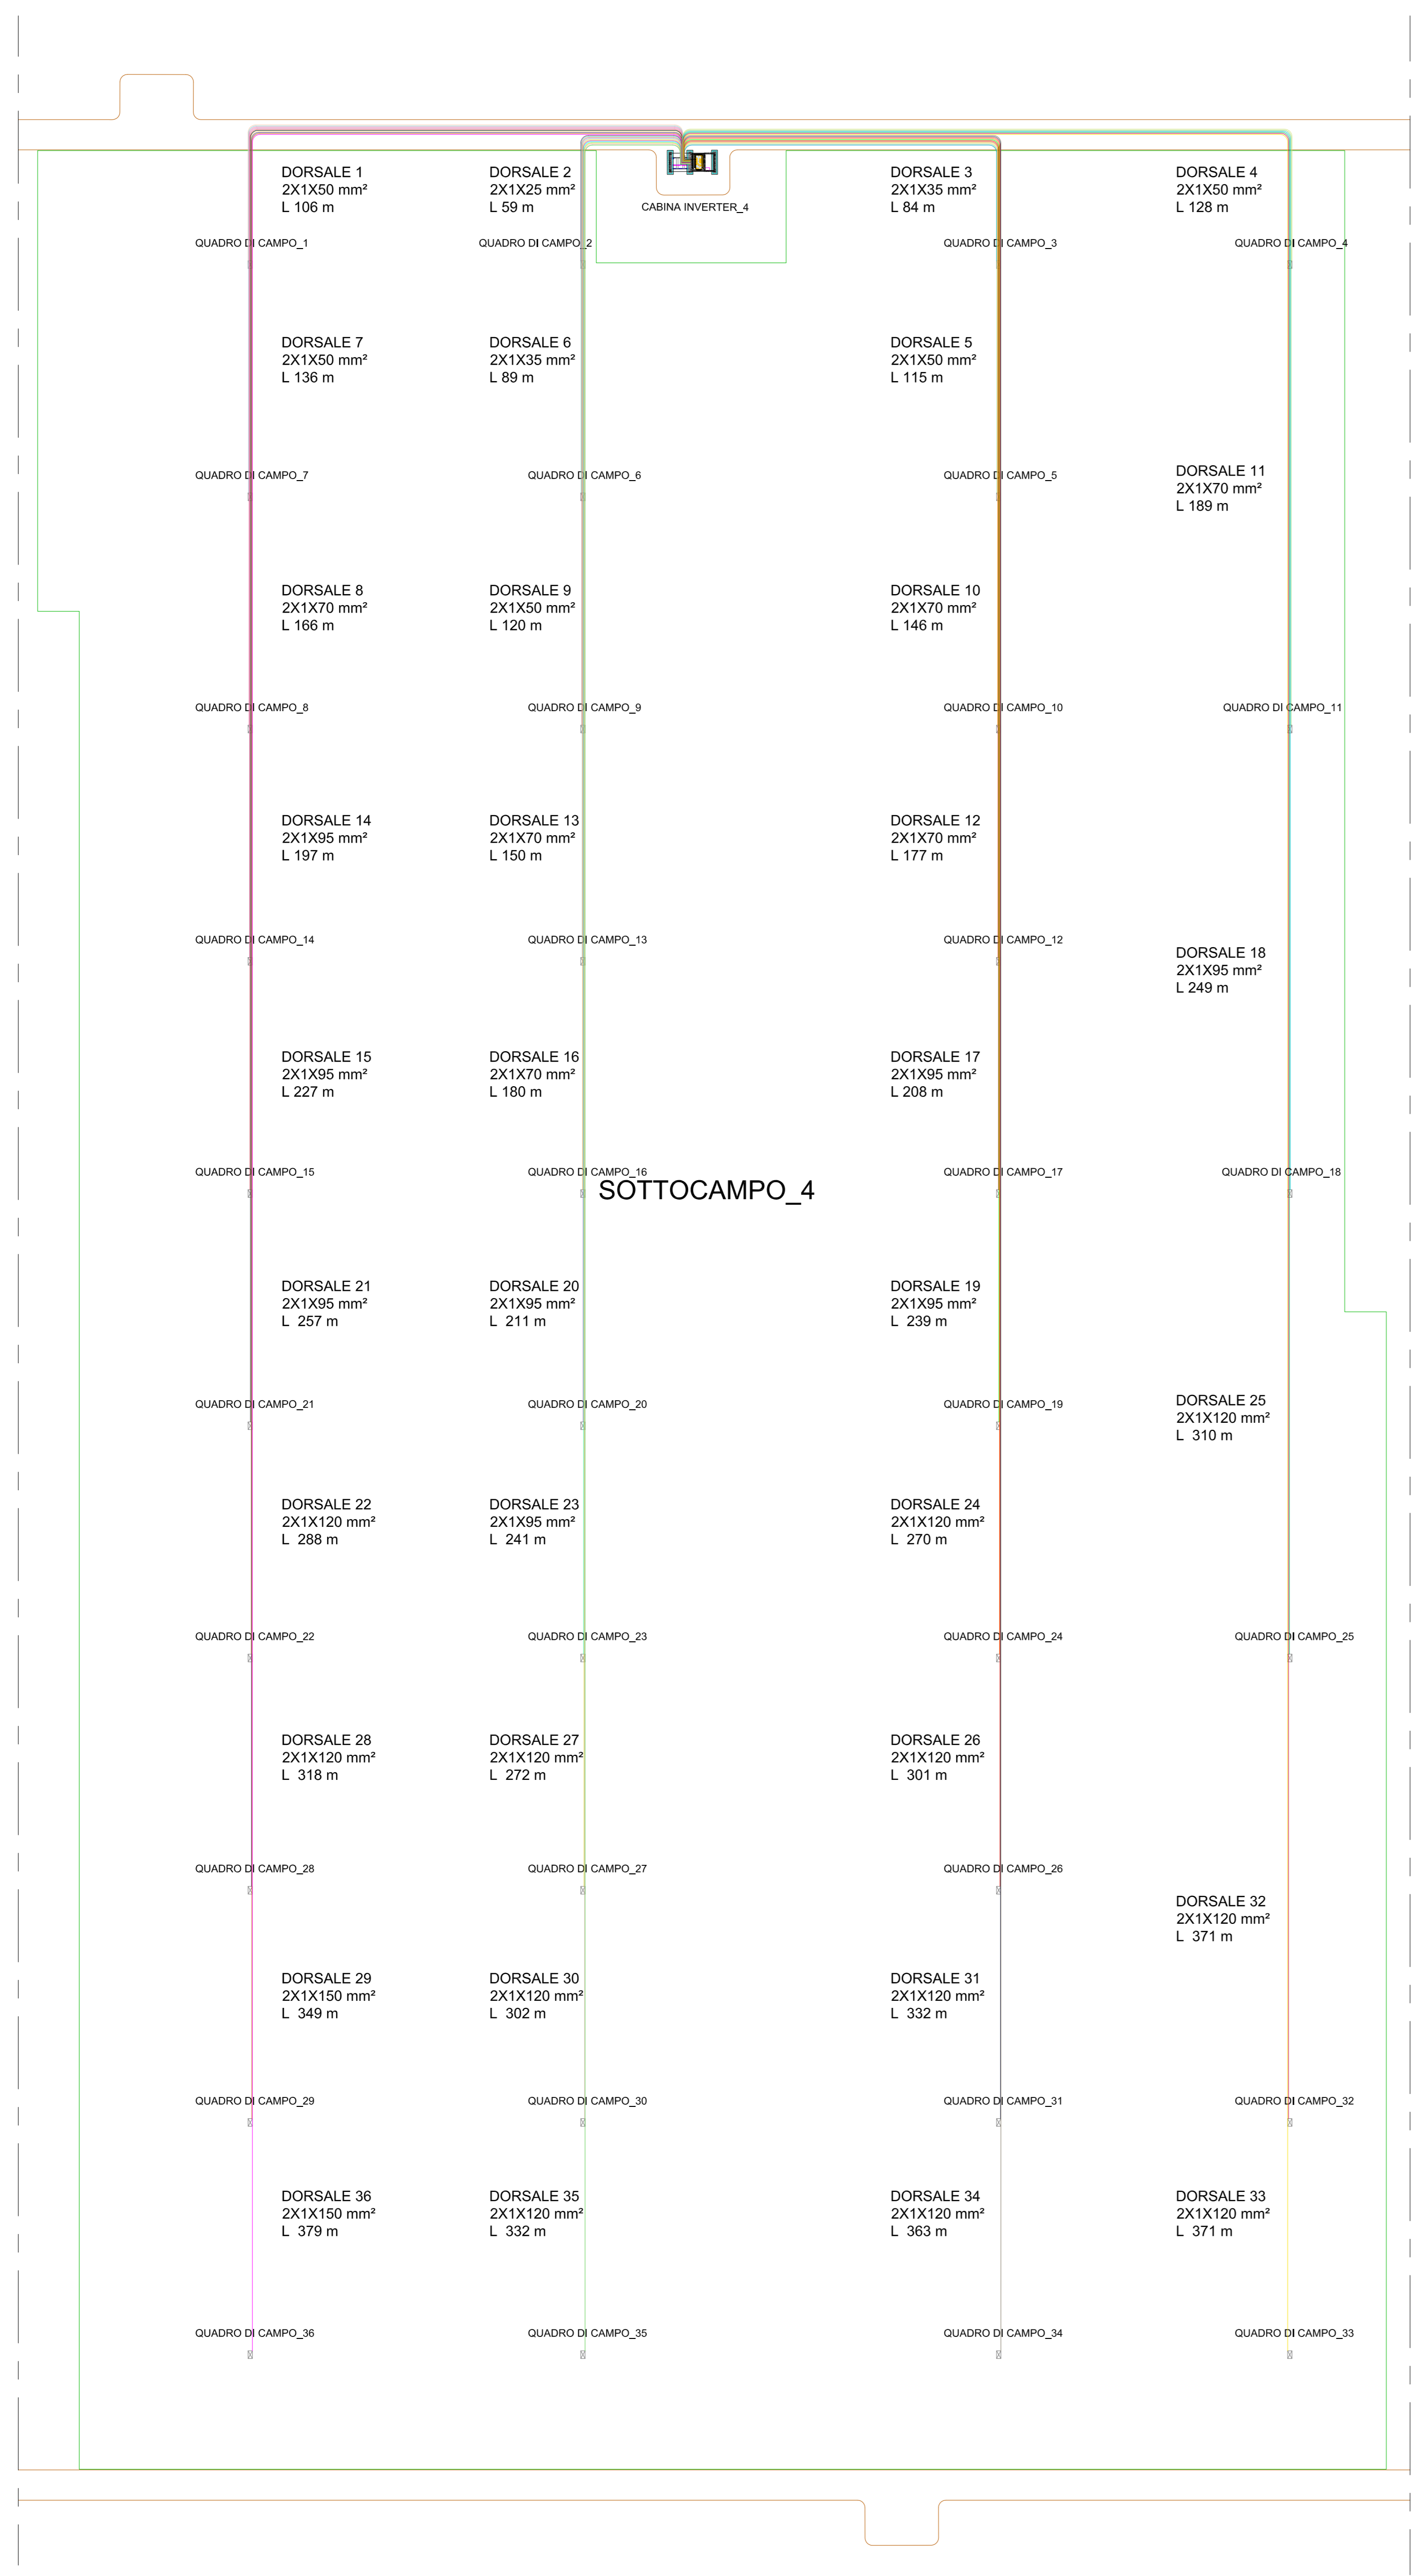 DORSALE 1
2X1X50 mm²
L 106 m
DORSALE 2
2X1X25 mm²
L 59 m
DORSALE 3
2X1X35 mm²
L 84 m
DORSALE 4
2X1X50 mm²
L 128 m
CABINA INVERTER_4
QUADRO DI CAMPO_1
QUADRO DI CAMPO_2
QUADRO DI CAMPO_3
QUADRO DI CAMPO_4
DORSALE 7
2X1X50 mm²
L 136 m
DORSALE 6
2X1X35 mm²
L 89 m
DORSALE 5
2X1X50 mm²
L 115 m
QUADRO DI CAMPO_7
QUADRO DI CAMPO_6
QUADRO DI CAMPO_5
DORSALE 11
2X1X70 mm²
L 189 m
DORSALE 8
2X1X70 mm²
L 166 m
DORSALE 9
2X1X50 mm²
L 120 m
DORSALE 10
2X1X70 mm²
L 146 m
QUADRO DI CAMPO_8
QUADRO DI CAMPO_9
QUADRO DI CAMPO_10
QUADRO DI CAMPO_11
DORSALE 14
2X1X95 mm²
L 197 m
DORSALE 13
2X1X70 mm²
L 150 m
DORSALE 12
2X1X70 mm²
L 177 m
QUADRO DI CAMPO_14
QUADRO DI CAMPO_13
QUADRO DI CAMPO_12
DORSALE 18
2X1X95 mm²
L 249 m
DORSALE 15
2X1X95 mm²
L 227 m
DORSALE 16
2X1X70 mm²
L 180 m
DORSALE 17
2X1X95 mm²
L 208 m
QUADRO DI CAMPO_15
QUADRO DI CAMPO_16
QUADRO DI CAMPO_17
QUADRO DI CAMPO_18
SOTTOCAMPO_4
DORSALE 21
2X1X95 mm²
L 257 m
DORSALE 20
2X1X95 mm²
L 211 m
DORSALE 19
2X1X95 mm²
L 239 m
QUADRO DI CAMPO_21
QUADRO DI CAMPO_20
QUADRO DI CAMPO_19
DORSALE 25
2X1X120 mm²
L 310 m
DORSALE 22
2X1X120 mm²
L 288 m
DORSALE 23
2X1X95 mm²
L 241 m
DORSALE 24
2X1X120 mm²
L 270 m
QUADRO DI CAMPO_22
QUADRO DI CAMPO_23
QUADRO DI CAMPO_24
QUADRO DI CAMPO_25
DORSALE 28
2X1X120 mm²
L 318 m
DORSALE 27
2X1X120 mm²
L 272 m
DORSALE 26
2X1X120 mm²
L 301 m
QUADRO DI CAMPO_28
QUADRO DI CAMPO_27
QUADRO DI CAMPO_26
DORSALE 32
2X1X120 mm²
L 371 m
DORSALE 29
2X1X150 mm²
L 349 m
DORSALE 30
2X1X120 mm²
L 302 m
DORSALE 31
2X1X120 mm²
L 332 m
QUADRO DI CAMPO_29
QUADRO DI CAMPO_30
QUADRO DI CAMPO_31
QUADRO DI CAMPO_32
DORSALE 36
2X1X150 mm²
L 379 m
DORSALE 35
2X1X120 mm²
L 332 m
DORSALE 34
2X1X120 mm²
L 363 m
DORSALE 33
2X1X120 mm²
L 371 m
QUADRO DI CAMPO_36
QUADRO DI CAMPO_35
QUADRO DI CAMPO_34
QUADRO DI CAMPO_33